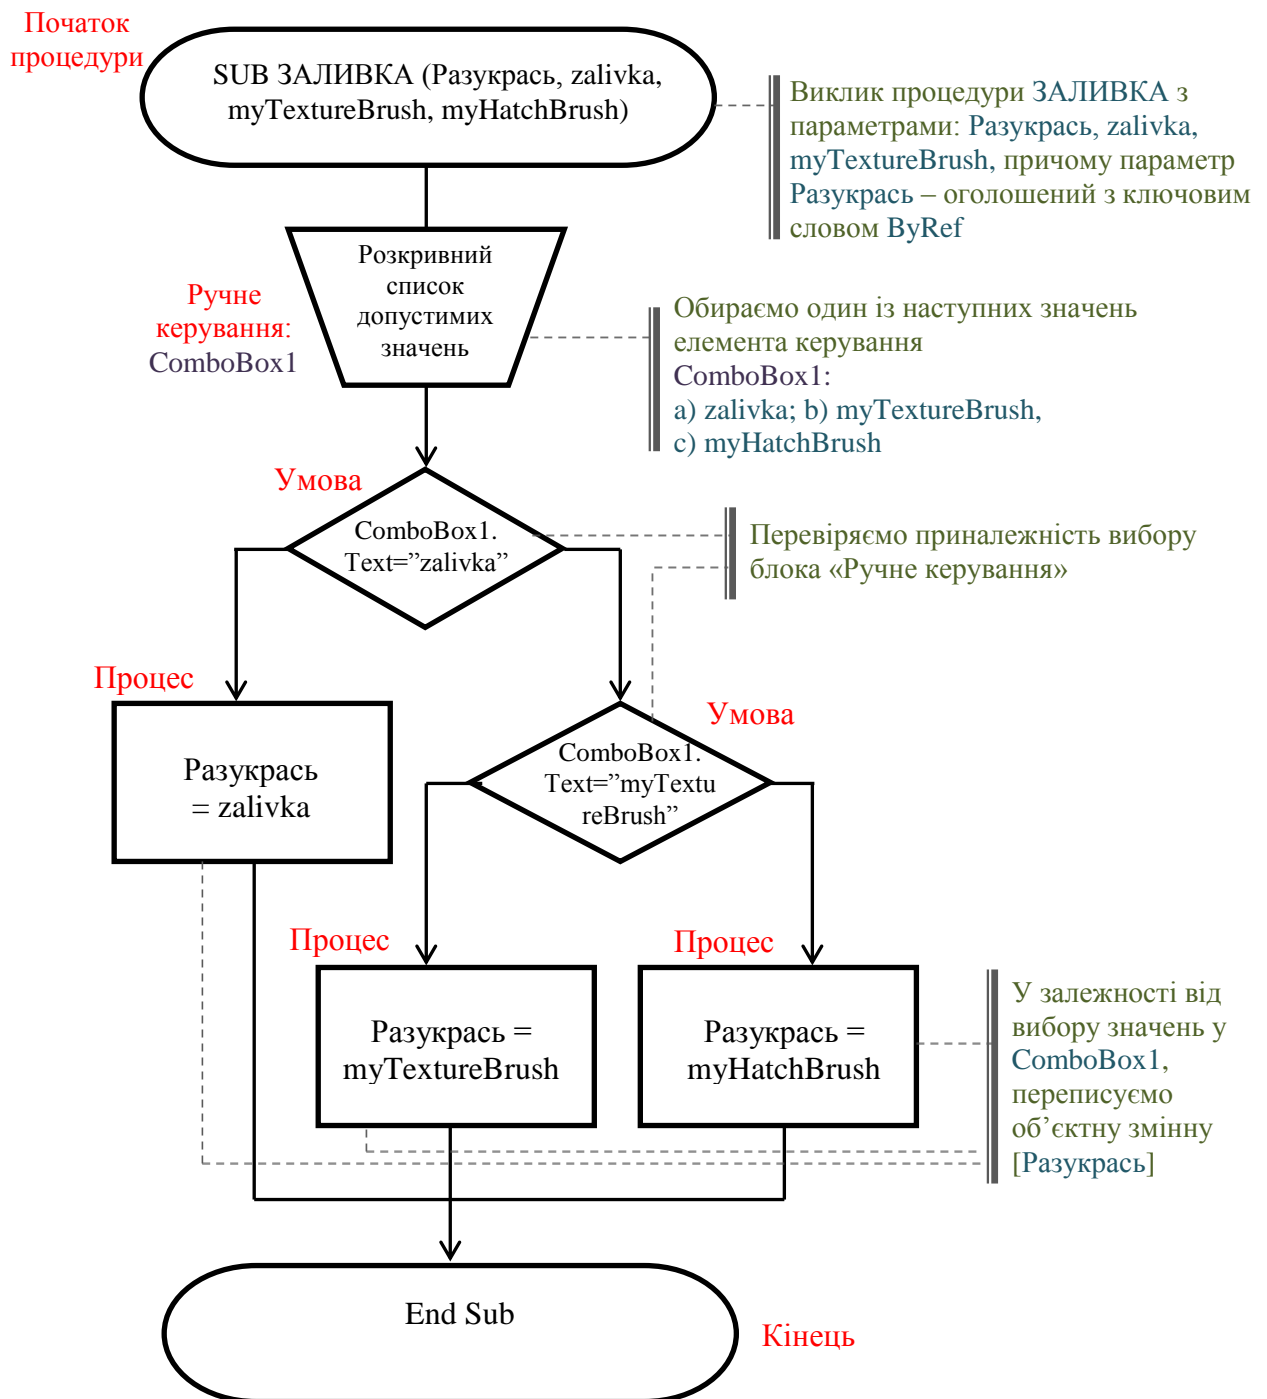 Початок
процедури
SUB ЗАЛИВКА (Разукрась, zalivka,
myTextureBrush, myHatchBrush)
Виклик процедури ЗАЛИВКА з
параметрами: Разукрась, zalivka,
myTextureBrush, причому параметр
Разукрась – оголошений з ключовим
словом ByRef
Розкривний
список
допустимих
значень
Ручне
керування:
ComboBox1
Обираємо один із наступних значень
елемента керування
ComboBox1:
a) zalivka; b) myTextureBrush,
c) myHatchBrush
Умова
ComboBox1.
Text=”zalivka”
Перевіряємо приналежність вибору
блока «Ручне керування»
Процес
Разукрась
= zalivka
Умова
ComboBox1.
Text=”myTextu
reBrush”
Процес
Разукрась =
myTextureBrush
Процес
Разукрась =
myHatchBrush
У залежності від
вибору значень у
ComboBox1,
переписуємо
об’єктну змінну
[Разукрась]
End Sub
Кінець